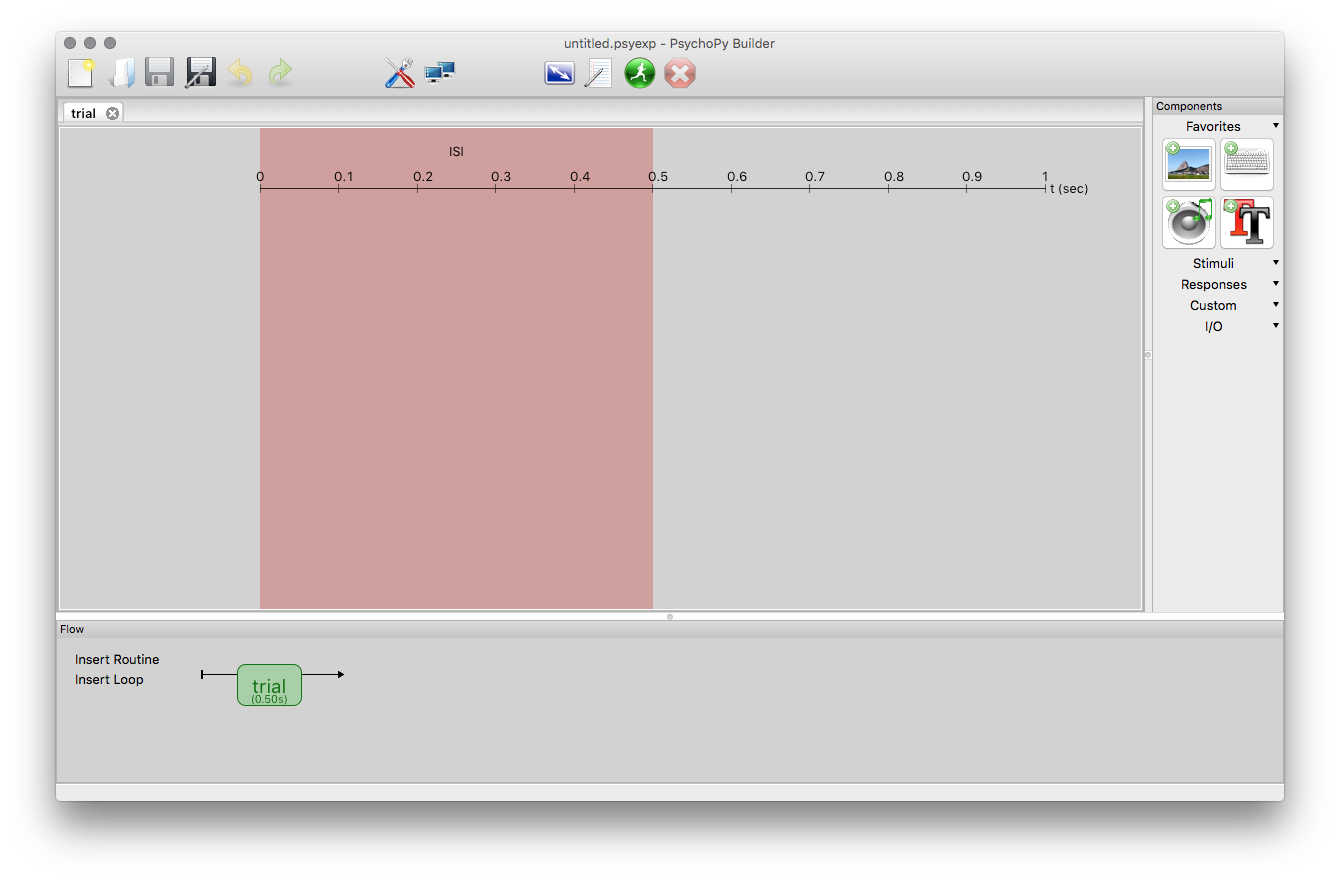 untitled.psyexp - PsychoPy Builder
trial
Components
Favorites
ISI
0 0.1 0.2 0.3 0.4 0.5 0.6 0.7 0.8 0.9 1
t (sec)
TT
Stimuli
Responses
Custom
I/O
Flow
Insert Routine
Insert Loop
trial
(0.50s)